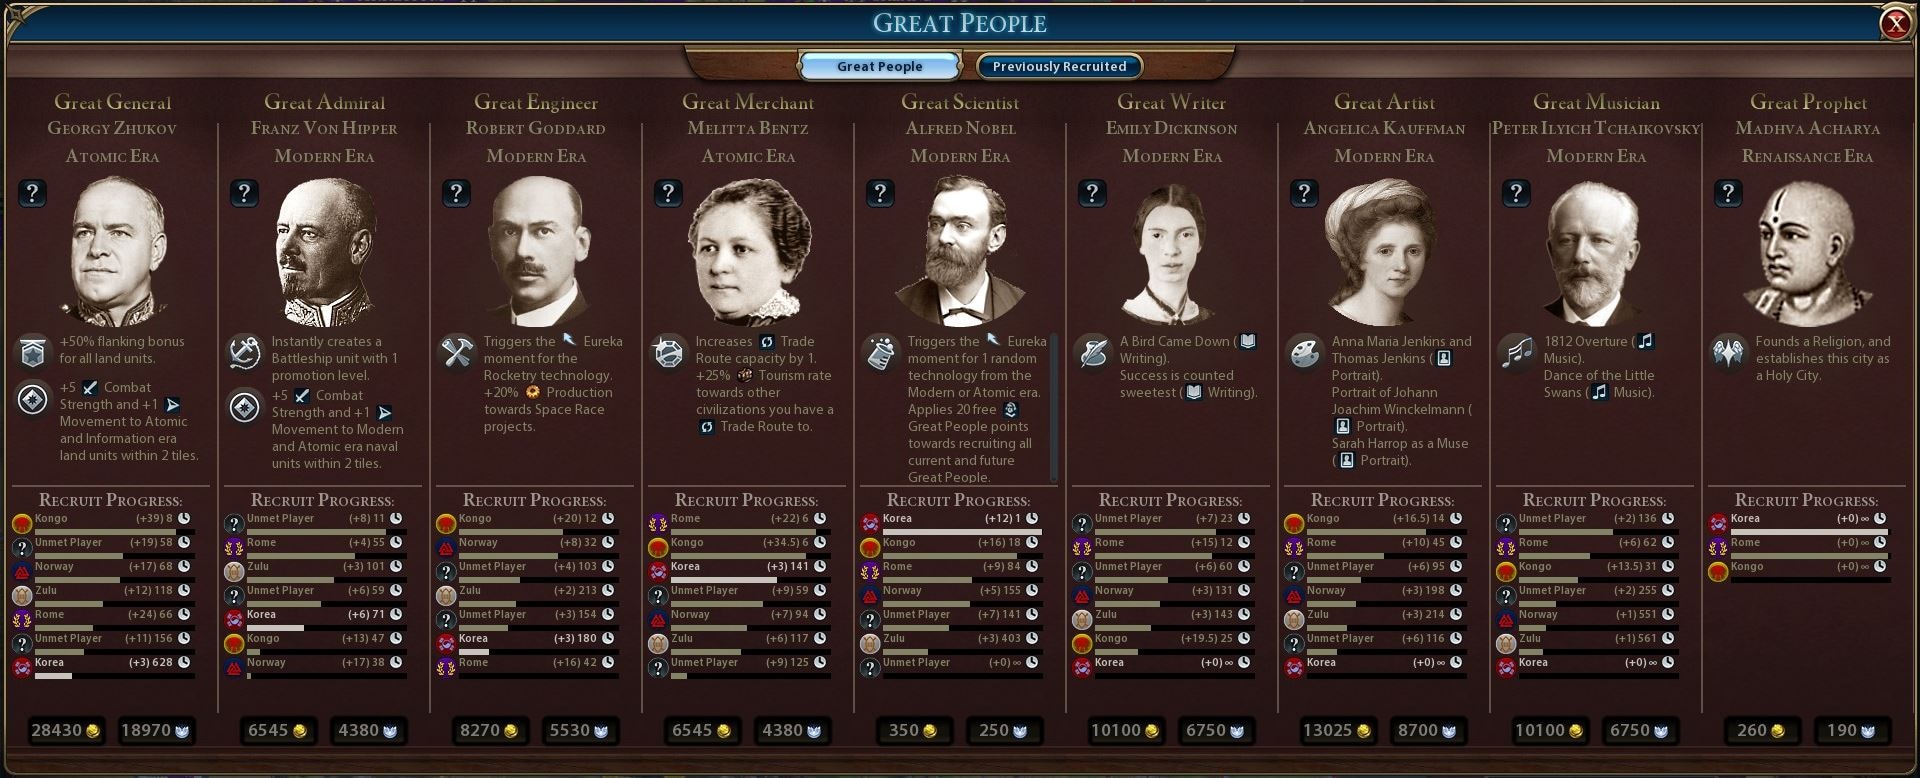 GREAT PEOPLE
X
Great People
Previously Recruited
Great General
GEORGY ZHUKOV
ATOMIC ERA
?
+50% flanking bonus
for all land units.
+5 Combat
Strength and +1
Movement to Atomic
and Information era
land units within 2 tiles.
RECRUIT PROGRESS:
Kongo (+39) 8
? Unmet Player (+19) 58
Norway (+17) 68
Zulu (+12) 118
Rome (+24) 66
? Unmet Player (+11) 156
Korea (+3) 628
28430 18970
Great Admiral
FRANZ VON HIPPER
MODERN ERA
?
Instantly creates a
Battleship unit with 1
promotion level.
+5 Combat
Strength and +1
Movement to Modern
and Atomic era naval
units within 2 tiles.
RECRUIT PROGRESS:
? Unmet Player (+8) 11
Rome (+4) 55
Zulu (+3) 101
? Unmet Player (+6) 59
Korea (+6) 71
Kongo (+13) 47
Norway (+17) 38
6545 4380
Great Engineer
ROBERT GODDARD
MODERN ERA
?
Triggers the Eureka
moment for the
Rocketry technology.
+20% Production
towards Space Race
projects.
RECRUIT PROGRESS:
Kongo (+20) 12
Norway (+8) 32
? Unmet Player (+4) 103
Zulu (+2) 213
? Unmet Player (+3) 154
Korea (+3) 180
Rome (+16) 42
8270 5530
Great Merchant
MELITTA BENTZ
ATOMIC ERA
?
Increases Trade
Route capacity by 1.
+25% Tourism rate
towards other
civilizations you have a
Trade Route to.
RECRUIT PROGRESS:
Rome (+22) 6
Kongo (+34.5) 6
Korea (+3) 141
? Unmet Player (+9) 59
Norway (+7) 94
Zulu (+6) 117
? Unmet Player (+9) 125
6545 4380
Great Scientist
ALFRED NOBEL
MODERN ERA
?
Triggers the Eureka
moment for 1 random
technology from the
Modern or Atomic era.
Applies 20 free
Great People points
towards recruiting all
current and future
Great People.
RECRUIT PROGRESS:
Korea (+12) 1
Kongo (+16) 18
Rome (+9) 84
Norway (+5) 155
? Unmet Player (+7) 141
Zulu (+3) 403
? Unmet Player (+0) ∞
350 250
Great Writer
EMILY DICKINSON
MODERN ERA
?
A Bird Came Down (
Writing).
Success is counted
sweetest ( Writing).
RECRUIT PROGRESS:
? Unmet Player (+7) 23
Rome (+15) 12
? Unmet Player (+6) 60
Norway (+3) 131
Zulu (+3) 143
Kongo (+19.5) 25
Korea (+0) ∞
10100 6750
Great Artist
ANGELICA KAUFFMAN
MODERN ERA
?
Anna Maria Jenkins and
Thomas Jenkins (
Portrait).
Portrait of Johann
Joachim Winckelmann (
Portrait).
Sarah Harrop as a Muse
( Portrait).
RECRUIT PROGRESS:
Kongo (+16.5) 14
Rome (+10) 45
? Unmet Player (+6) 95
Norway (+3) 198
Zulu (+3) 214
? Unmet Player (+6) 116
Korea (+0) ∞
13025 8700
Great Musician
PETER ILYICH TCHAIKOVSKY
MODERN ERA
?
1812 Overture (
Music).
Dance of the Little
Swans ( Music).
RECRUIT PROGRESS:
? Unmet Player (+2) 136
Rome (+6) 62
Kongo (+13.5) 31
? Unmet Player (+2) 255
Norway (+1) 551
Zulu (+1) 561
Korea (+0) ∞
10100 6750
Great Prophet
MADHVA ACHARYA
RENAISSANCE ERA
?
Founds a Religion, and
establishes this city as
a Holy City.
RECRUIT PROGRESS:
Korea (+0) ∞
Rome (+0) ∞
Kongo (+0) ∞
260 190